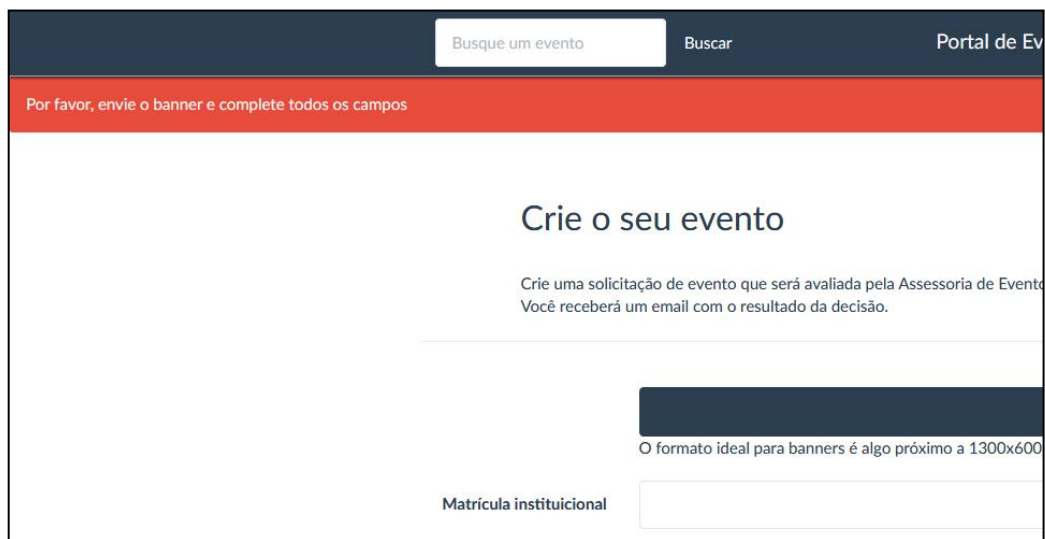 Busque um evento
Buscar
Portal de Ev
Por favor, envie o banner e complete todos os campos
Crie o seu evento
Crie uma solicitação de evento que será avaliada pela Assessoria de Evento
Você receberá um email com o resultado da decisão.
O formato ideal para banners é algo próximo a 1300x600
Matrícula instituicional